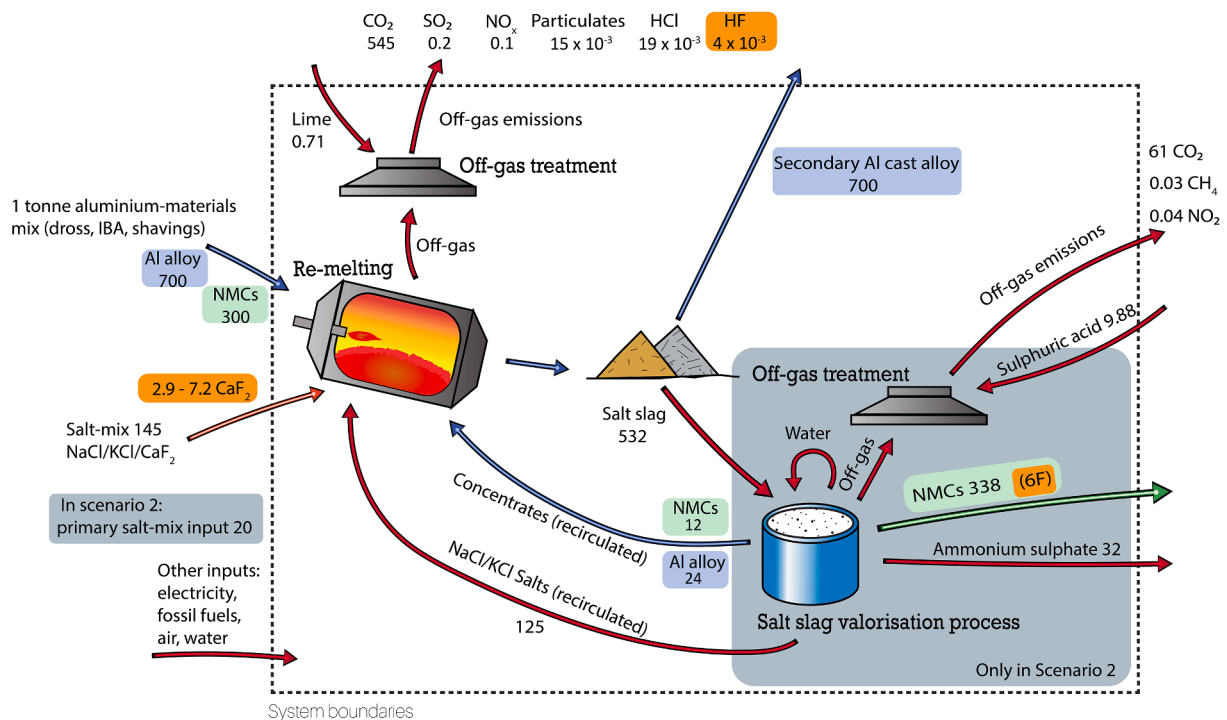 CO₂ SO₂ NOₓ Particulates HCl HF
545 0.2 0.1 15 x 10⁻³ 19 x 10⁻³ 4 x 10⁻³
Lime
0.71
Off-gas emissions
Off-gas treatment
Secondary Al cast alloy
700
61 CO₂
0.03 CH₄
0.04 NO₂
1 tonne aluminium-materials
mix (dross, IBA, shavings)
Al alloy
700
NMCs
300
Off-gas
Re-melting
Off-gas emissions
Sulphuric acid 9.88
2.9 - 7.2 CaF₂
Salt-mix 145
NaCl/KCl/CaF₂
Off-gas treatment
Salt slag
532
Water
Off-gas
NMCs 338 (6F)
In scenario 2:
primary salt-mix input 20
Concentrates (recirculated)
NMCs
12
Al alloy
24
Ammonium sulphate 32
NaCl/KCl Salts (recirculated)
125
Other inputs:
electricity,
fossil fuels,
air, water
Salt slag valorisation process
Only in Scenario 2
System boundaries